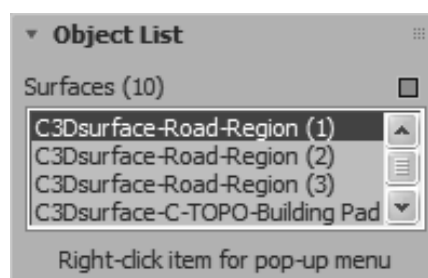 Object List
Surfaces (10)
C3Dsurface-Road-Region (1)
C3Dsurface-Road-Region (2)
C3Dsurface-Road-Region (3)
C3Dsurface-C-TOPO-Building Pad
Right-click item for pop-up menu